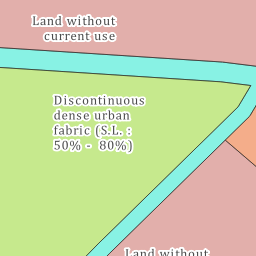 Land without
current use
Discontinuous
dense urban
fabric (S.L. :
50% -  80%)
Land without